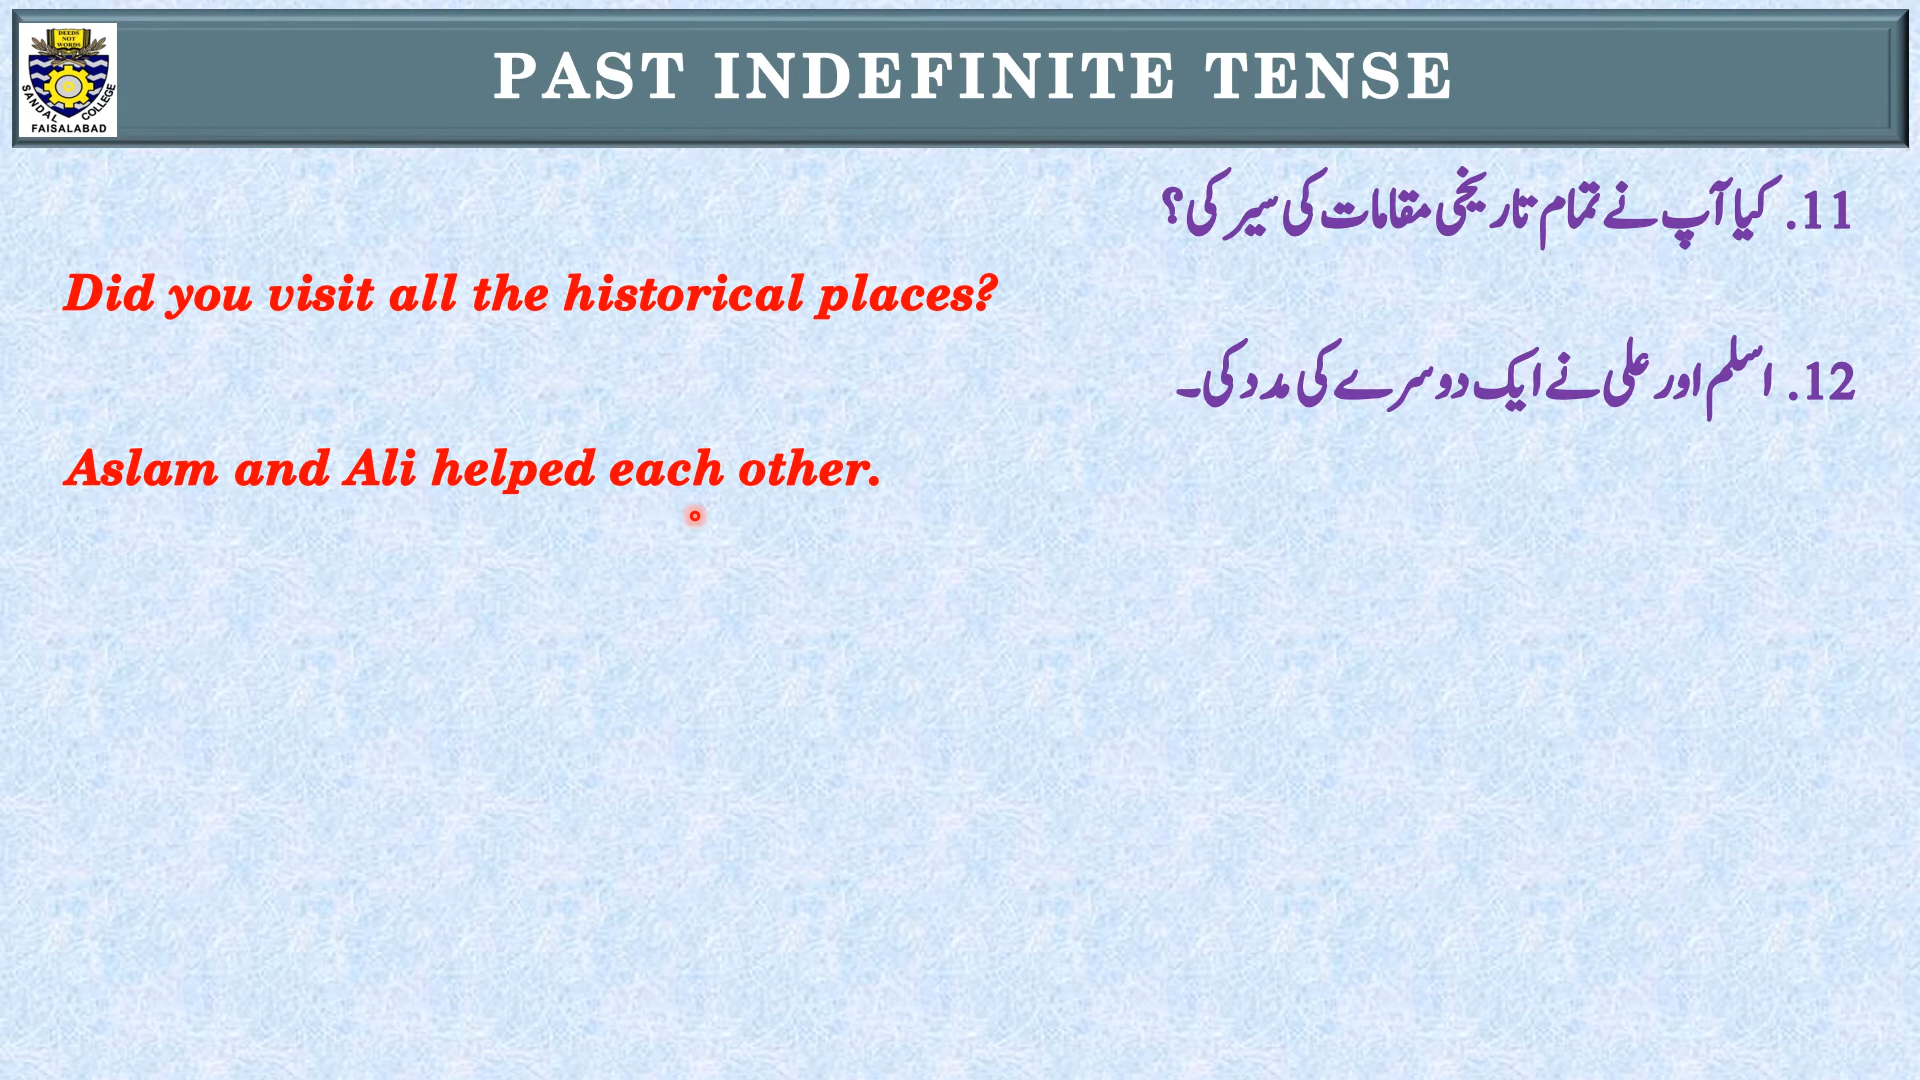 DEEDS
NOT
WORDS
SANDAL COLLEGE
FAISALABAD
PAST INDEFINITE TENSE
11. کیا آپ نے تمام تاریخی مقامات کی سیر کی؟
Did you visit all the historical places?
12. اسلم اور علی نے ایک دوسرے کی مدد کی۔
Aslam and Ali helped each other.